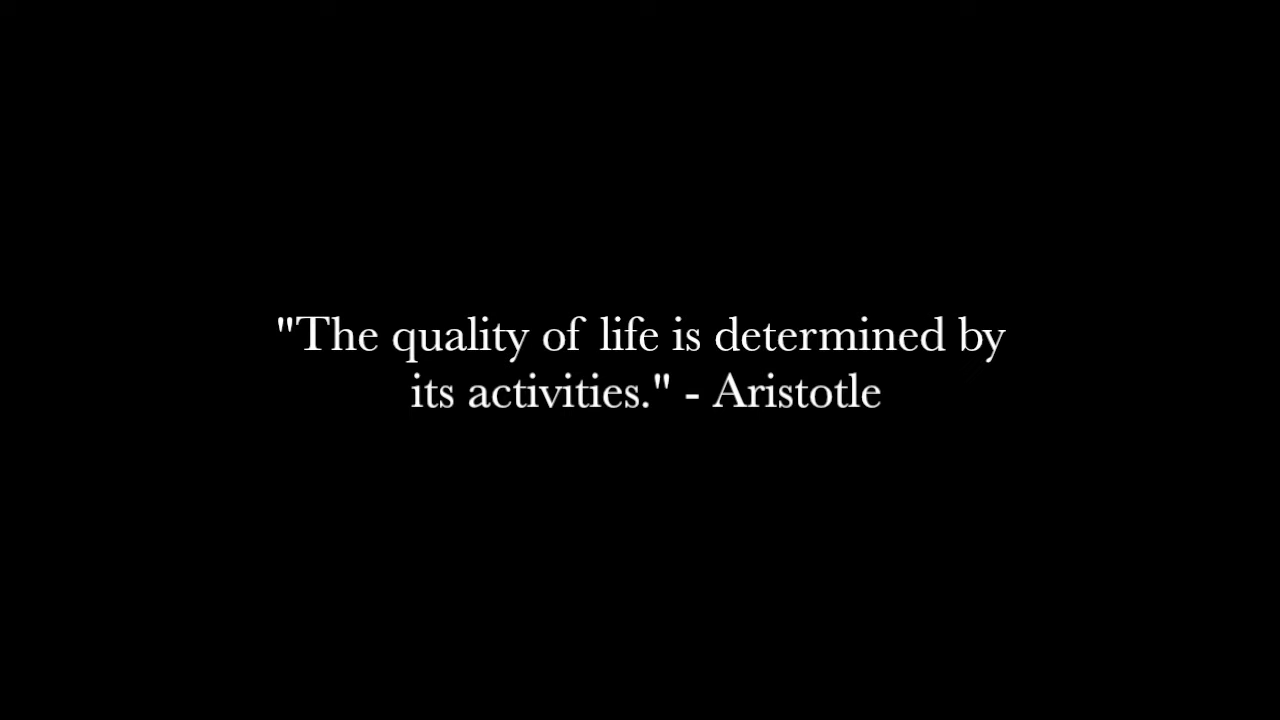 "The quality of life is determined by
its activities." - Aristotle